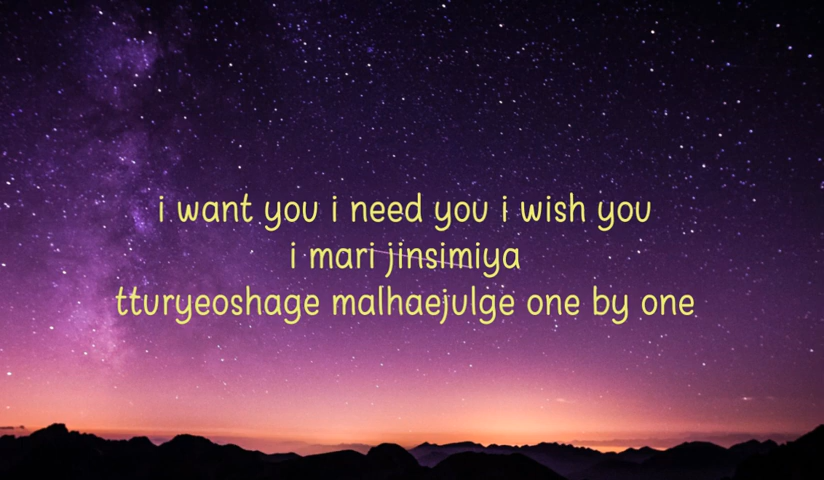 i want you i need you i wish you
i mari jinsimiya
tturyeoshage malhaejulge one by one